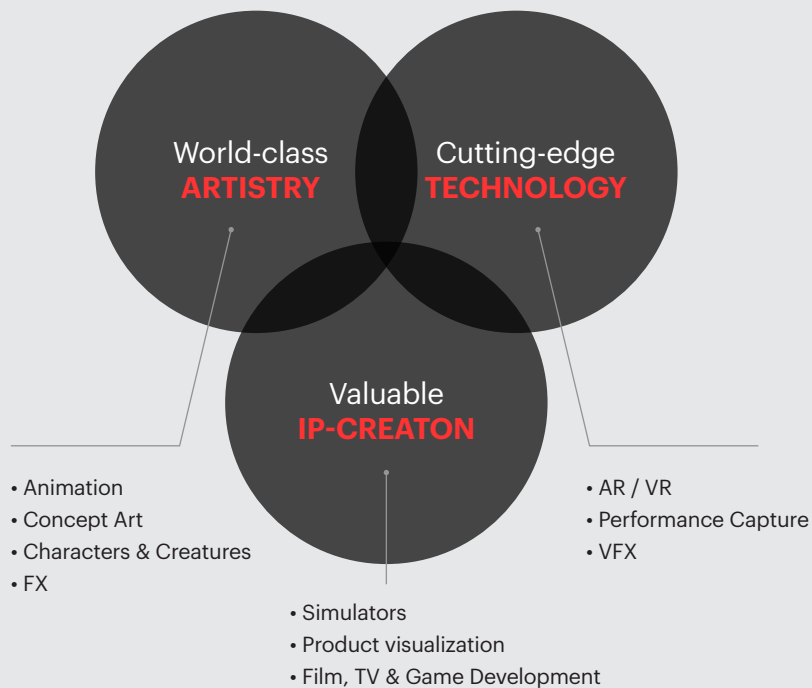 World-class
ARTISTRY
Cutting-edge
TECHNOLOGY
Valuable
IP-CREATON
• Animation
• Concept Art
• Characters & Creatures
• FX
• AR / VR
• Performance Capture
• VFX
• Simulators
• Product visualization
• Film, TV & Game Development